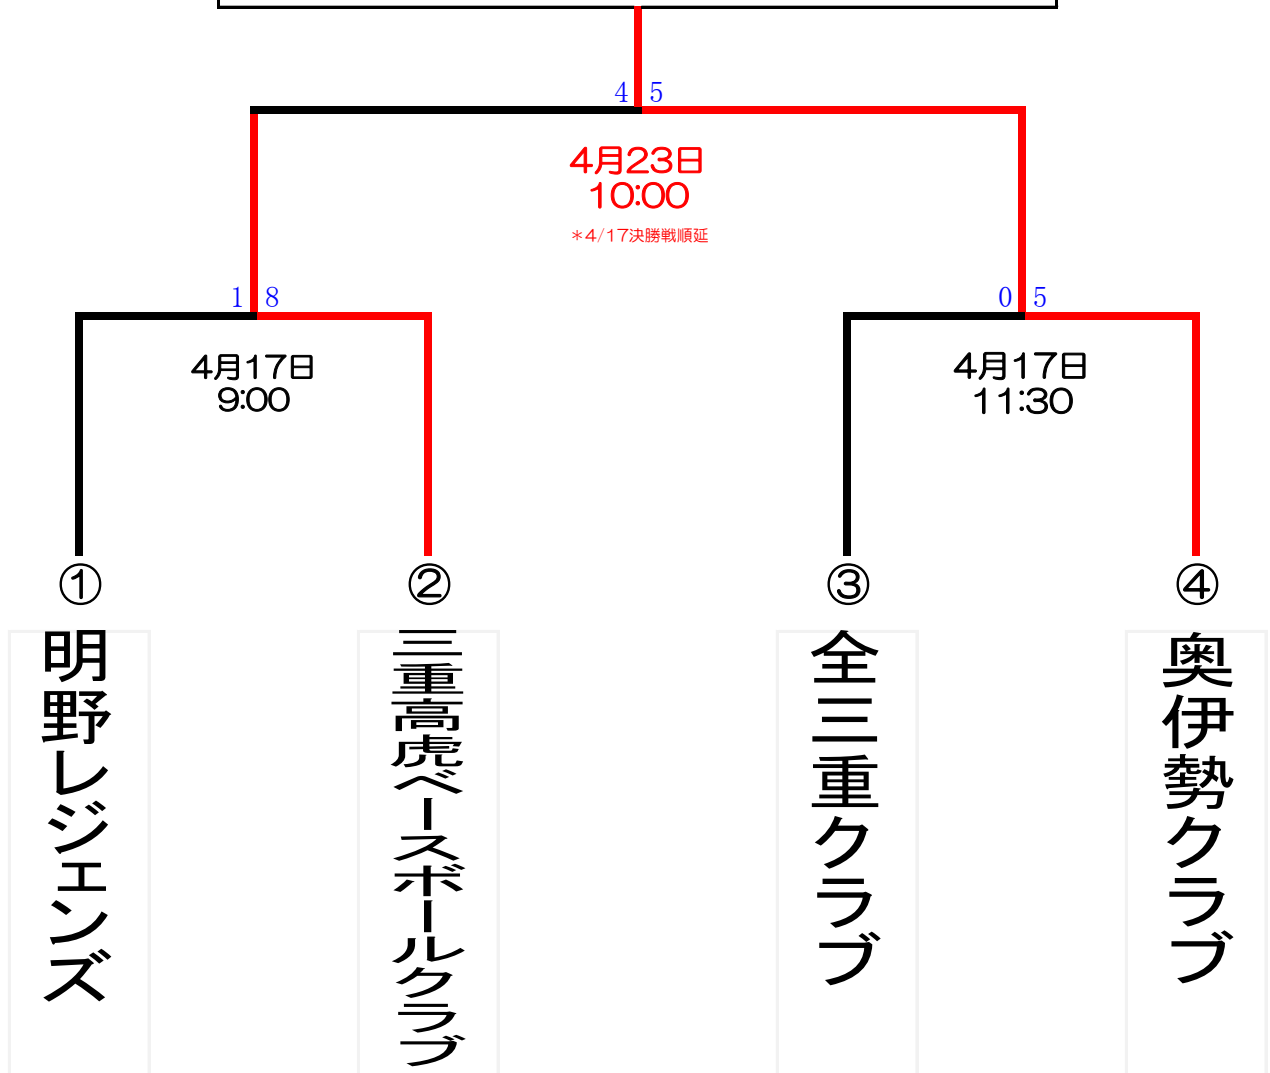 4 5
4月23日
10:00
*4/17決勝戦順延
1 8
0 5
4月17日
9:00
4月17日
11:30
①
②
③
④
明野レジェンズ
三重高虎ベースボールクラブ
全三重クラブ
奥伊勢クラブ